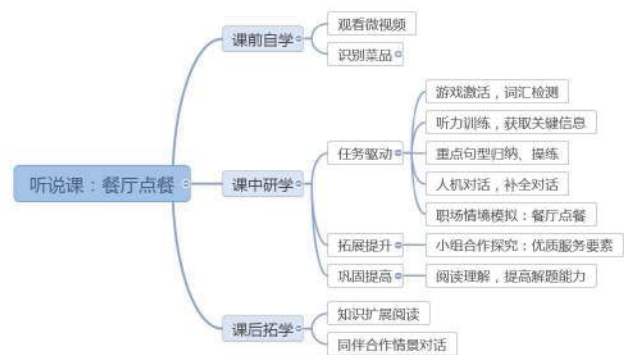 听说课：餐厅点餐
课前自学
观看微视频
识别菜品
课中研学
任务驱动
游戏激活，词汇检测
听力训练，获取关键信息
重点句型归纳、操练
人机对话，补全对话
职场情境模拟：餐厅点餐
拓展提升
小组合作探究：优质服务要素
巩固提高
阅读理解，提高解题能力
课后拓学
知识扩展阅读
同伴合作情景对话